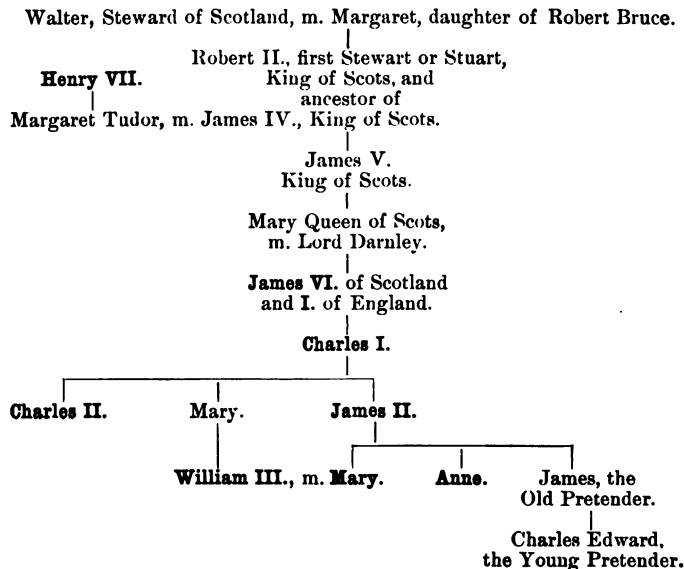 Walter, Steward of Scotland, m. Margaret, daughter of Robert Bruce.
Robert II., first Stewart or Stuart,
Henry VII.
King of Scots, and
ancestor of
Margaret Tudor, m. James IV., King of Scots.
James V.
King of Scots.
Mary Queen of Scots,
m. Lord Darnley.
James VI. of Scotland
and I. of England.
Charles I.
Charles II. Mary. James II.
William III., m. Mary. Anne. James, the
Old Pretender.
Charles Edward,
the Young Pretender.